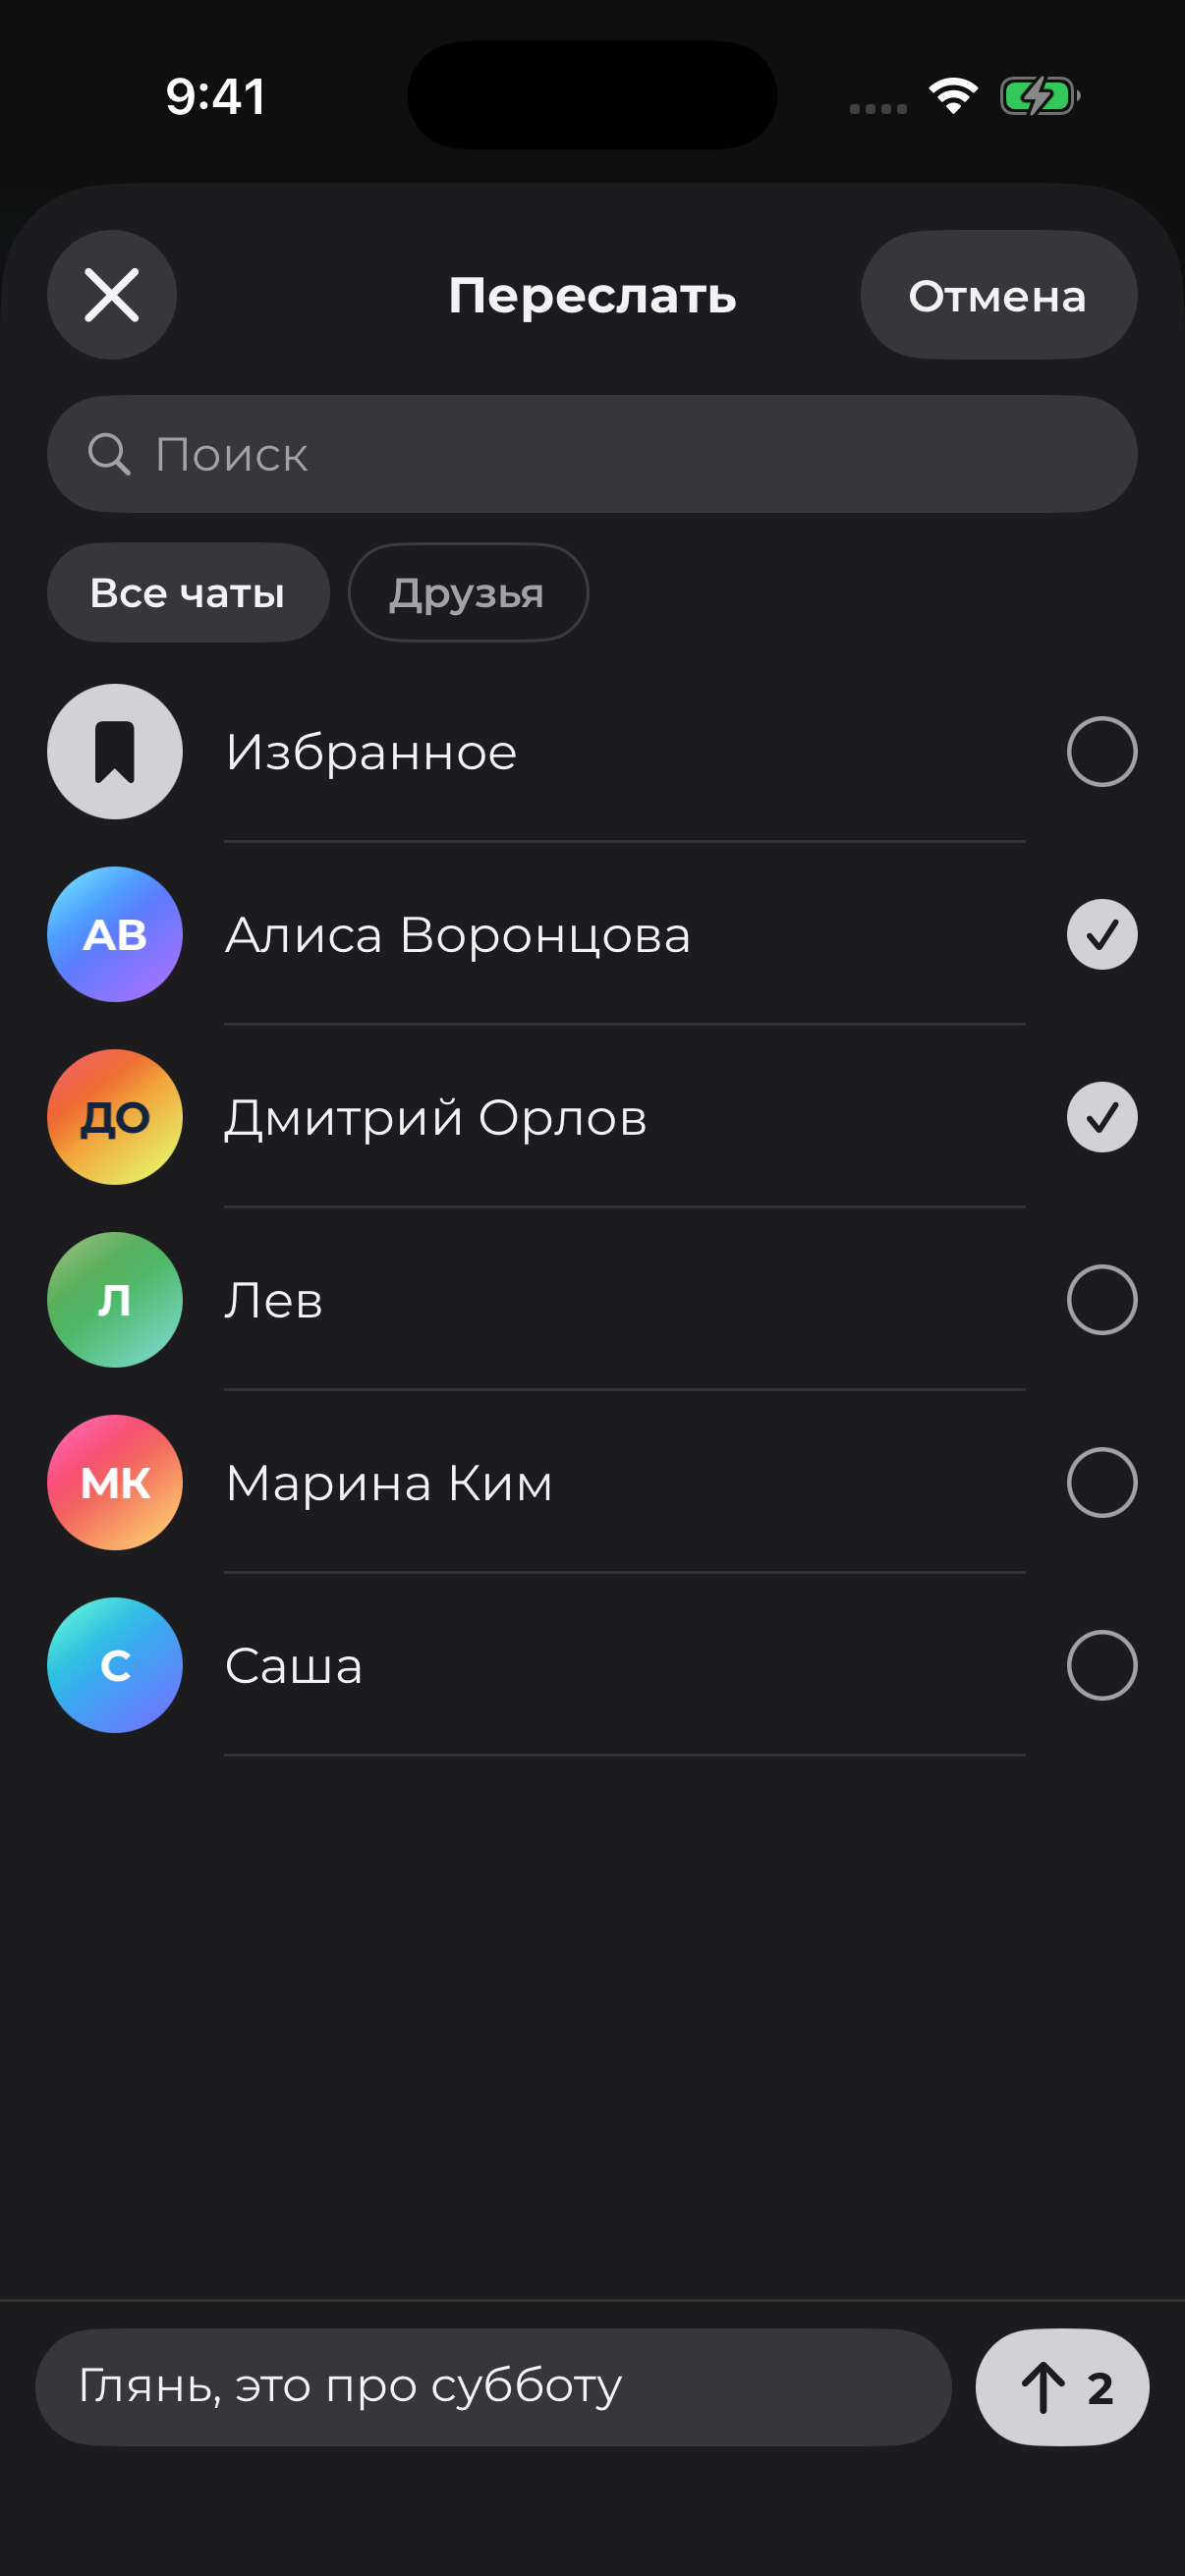 9:41
Переслать
Отмена
Поиск
Все чаты
Друзья
Избранное
АВ
Алиса Воронцова
ДО
Дмитрий Орлов
Л
Лев
МК
Марина Ким
С
Саша
Глянь, это про субботу
2